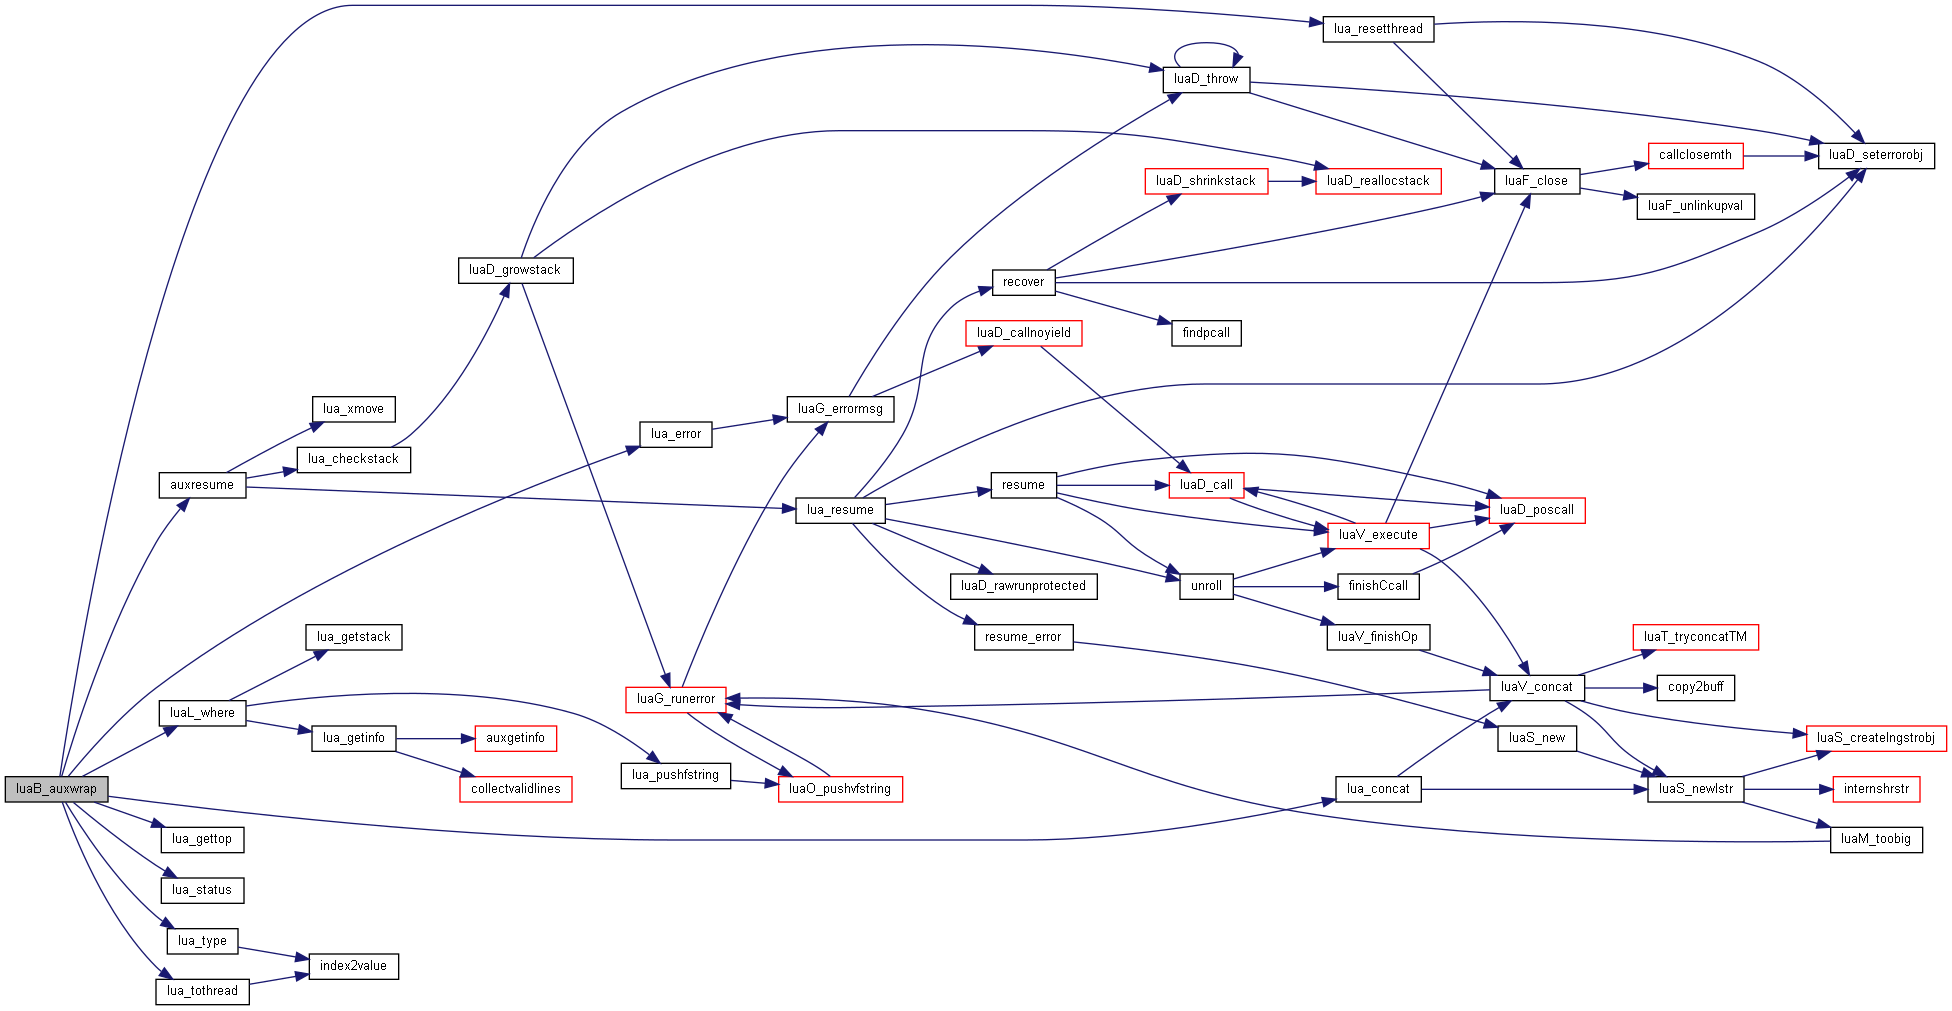 lua_resetthread
luaD_throw
luaD_seterrorobj
callclosemth
luaF_close
luaD_shrinkstack
luaD_reallocstack
luaF_unlinkupval
luaD_growstack
recover
findpcall
luaD_callnoyield
lua_xmove
luaG_errormsg
lua_error
lua_checkstack
auxresume
resume
luaD_call
lua_resume
luaD_poscall
luaV_execute
luaD_rawrunprotected
unroll
finishCcall
lua_getstack
resume_error
luaV_finishOp
luaT_tryconcatTM
luaV_concat
copy2buff
luaG_runerror
luaL_where
lua_getinfo
auxgetinfo
luaS_new
luaS_createlngstrobj
lua_pushfstring
luaB_auxwrap
collectvalidlines
luaO_pushvfstring
lua_concat
luaS_newlstr
internshrstr
lua_gettop
luaM_toobig
lua_status
lua_type
index2value
lua_tothread